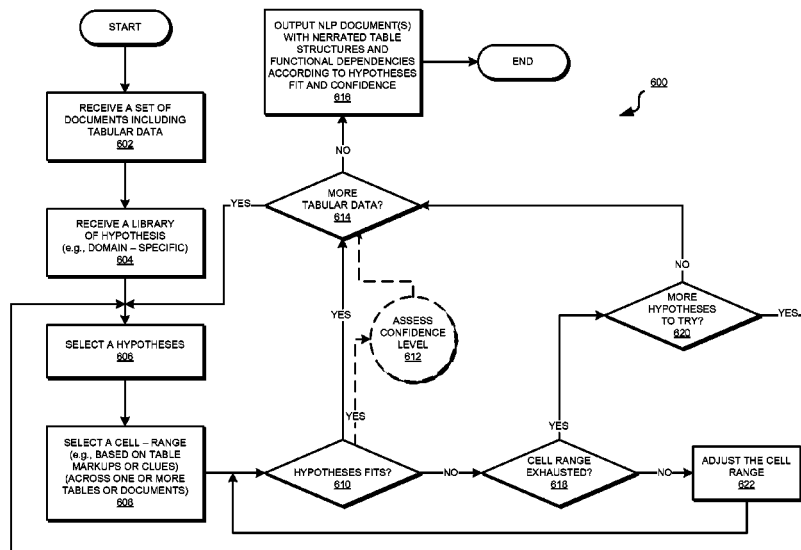 START
RECEIVE A SET OF
DOCUMENTS INCLUDING
TABULAR DATA
602
RECEIVE A LIBRARY
OF HYPOTHESIS
(e.g., DOMAIN – SPECIFIC)
604
SELECT A HYPOTHESES
606
SELECT A CELL – RANGE
(e.g., BASED ON TABLE
MARKUPS OR CLUES)
(ACROSS ONE OR MORE
TABLES OR DOCUMENTS)
608
HYPOTHESES FITS?
610
YES
YES
ASSESS
CONFIDENCE
LEVEL
612
MORE
TABULAR DATA?
614
YES
NO
OUTPUT NLP DOCUMENT(S)
WITH NERRATED TABLE
STRUCTURES AND
FUNCTIONAL DEPENDENCIES
ACCORDING TO HYPOTHESES
FIT AND CONFIDENCE
616
END
600
NO
CELL RANGE
EXHAUSTED?
618
YES
NO
MORE
HYPOTHESES
TO TRY?
620
NO
YES
ADJUST THE CELL
RANGE
622